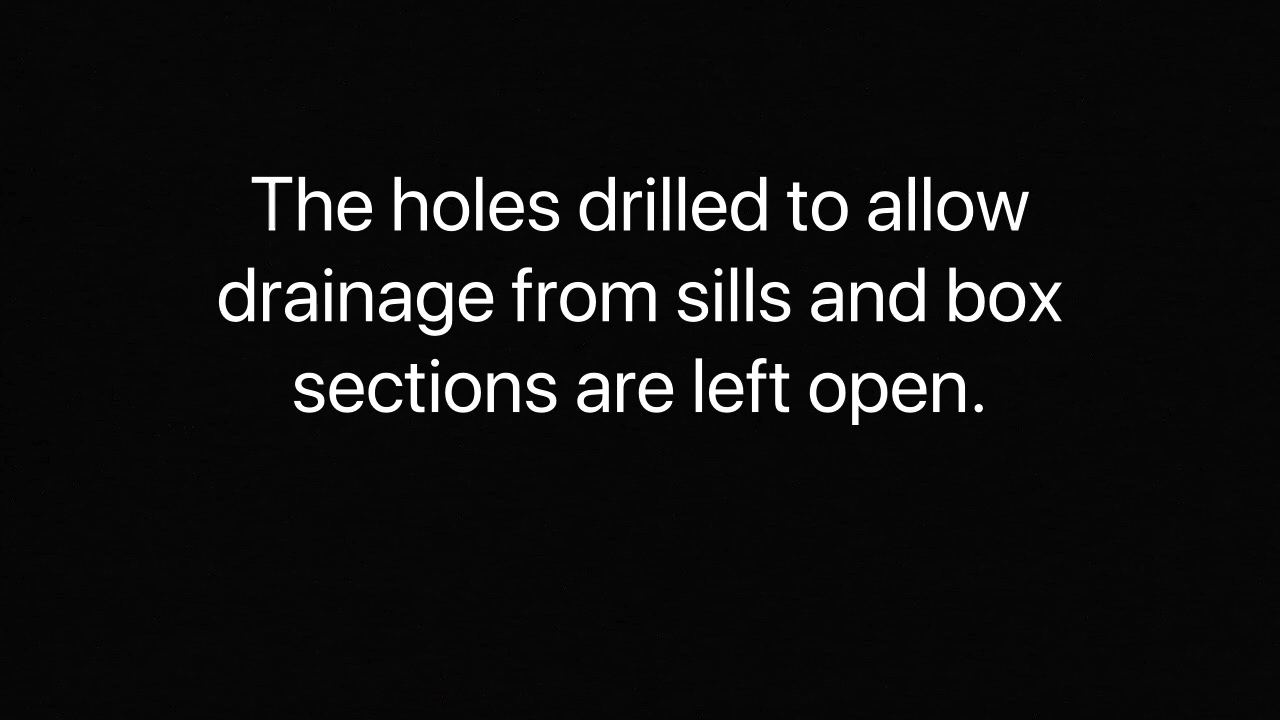 The holes drilled to allow
drainage from sills and box
sections are left open.